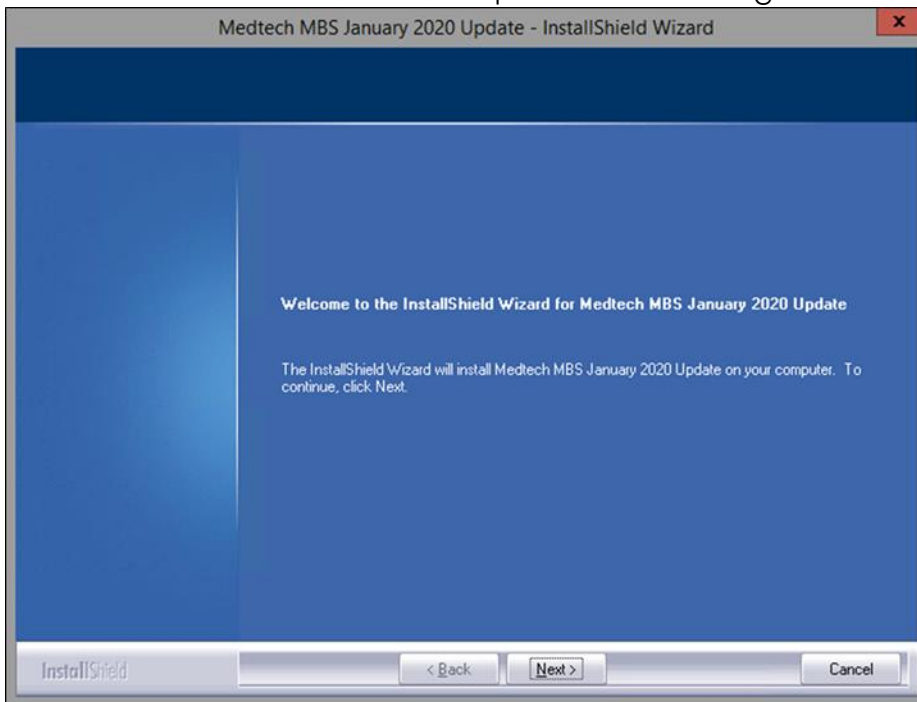 Medtech MBS January 2020 Update - InstallShield Wizard
x
Welcome to the InstallShield Wizard for Medtech MBS January 2020 Update
The InstallShield Wizard will install Medtech MBS January 2020 Update on your computer. To
continue, click Next.
InstallShield
< Back Next > Cancel